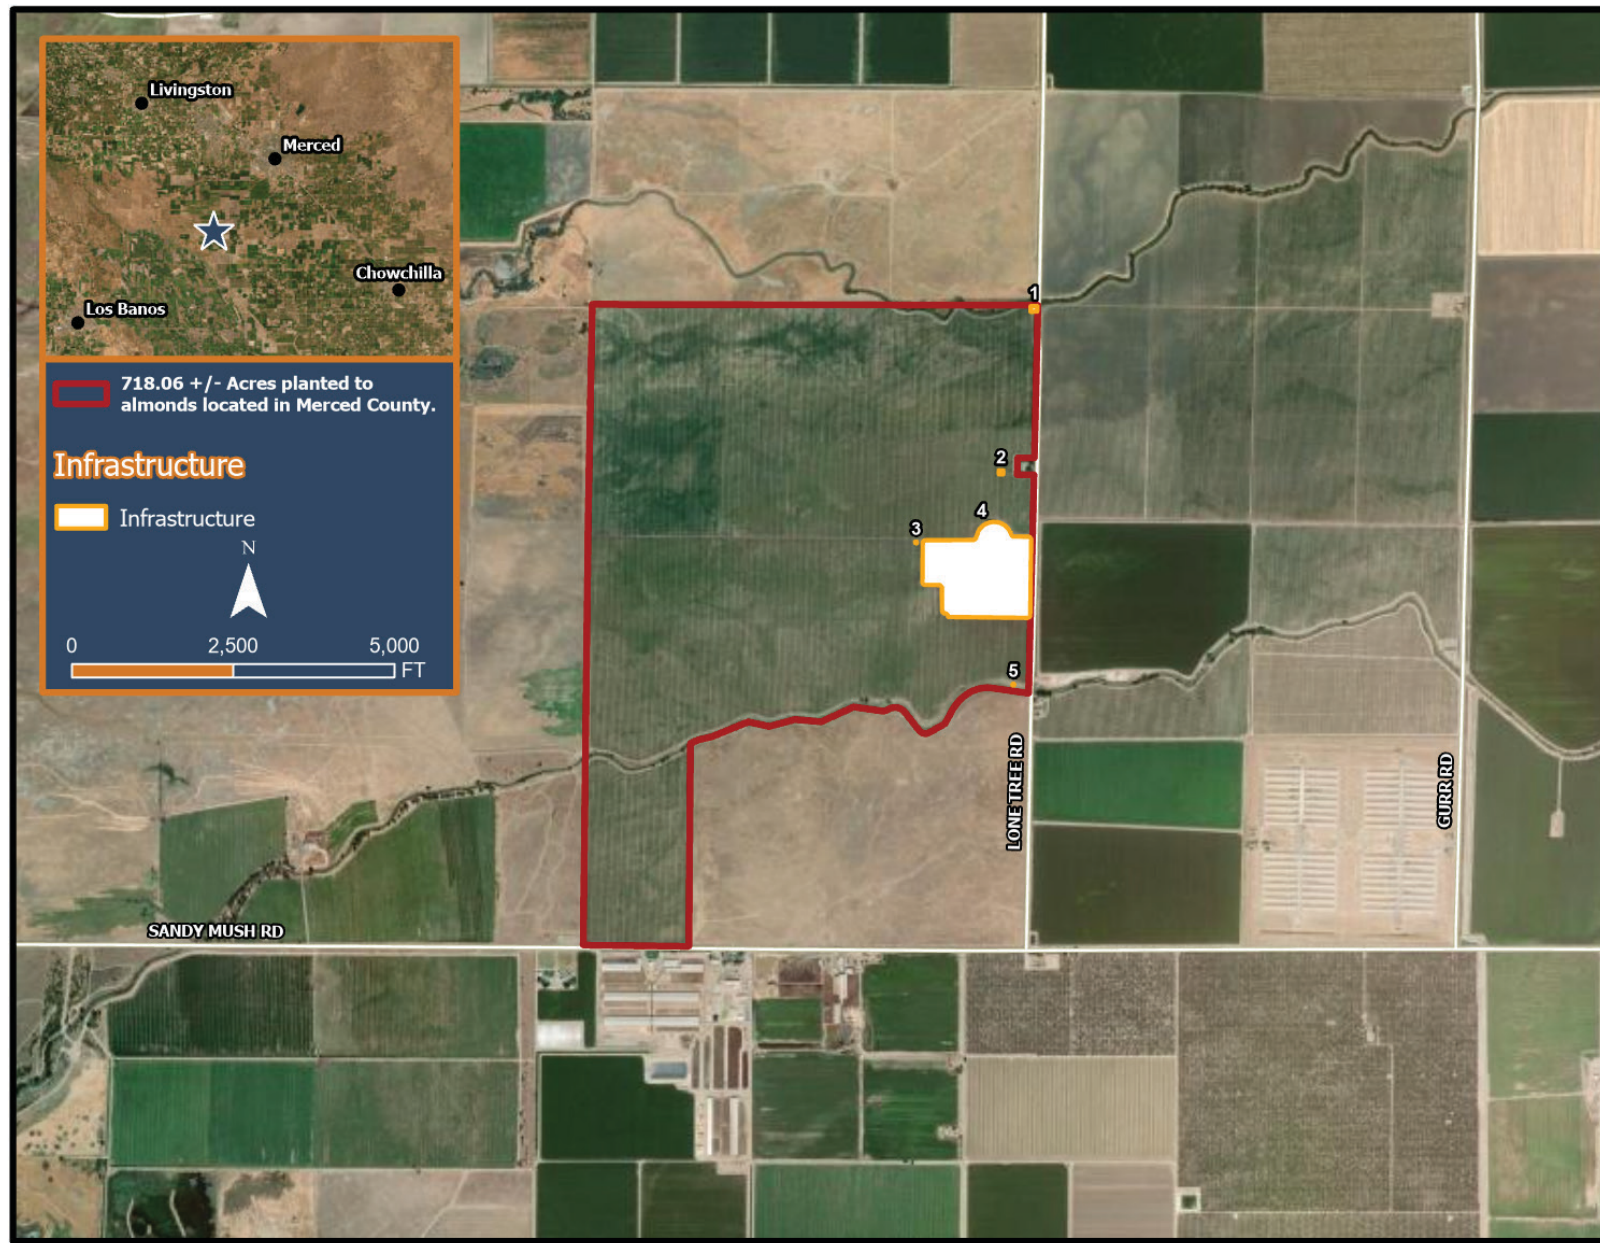 Livingston
Merced
Chowchilla
Los Banos
718.06 +/- Acres planted to
almonds located in Merced County.
Infrastructure
Infrastructure
N
0 2,500 5,000
FT
1
2
3
4
5
LONE TREE RD
GURR RD
SANDY MUSH RD